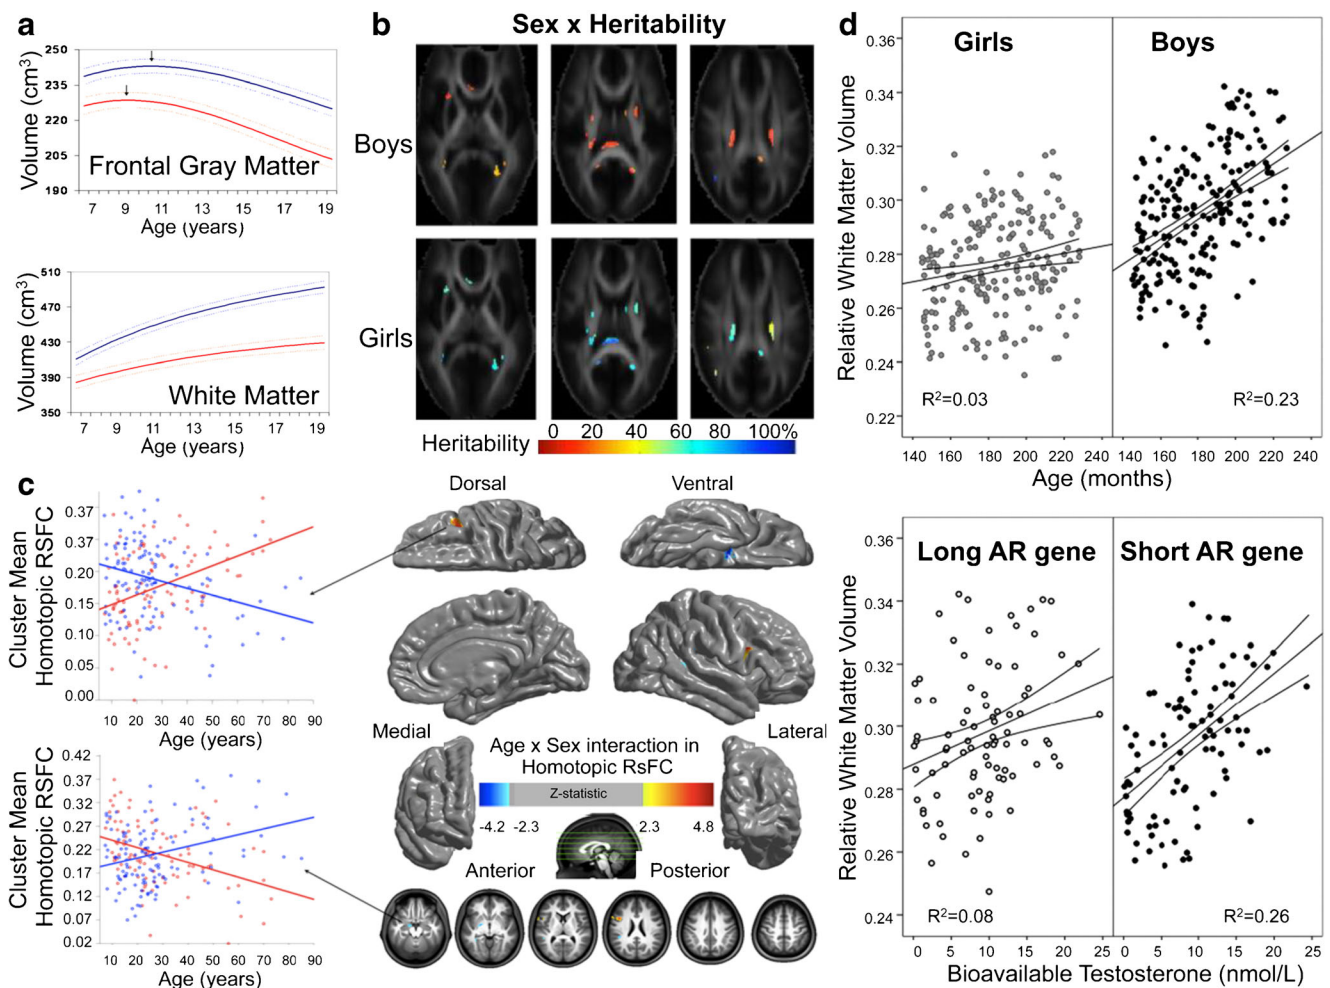 a
250
235
220
205
190
Volume (cm³)
Frontal Gray Matter
7 9 11 13 15 17 19
Age (years)
510
470
430
390
350
Volume (cm³)
White Matter
7 9 11 13 15 17 19
Age (years)
b
Sex x Heritability
Boys
Girls
Heritability
0 20 40 60 80 100%
c
0.37
0.37
0.20
0.15
0.10
0.05
0.00
Cluster Mean
Homotopic RSFC
10 20 30 40 50 60 70 80 90
Age (years)
0.42
0.37
0.32
0.27
0.22
0.17
0.12
0.07
0.02
Cluster Mean
Homotopic RSFC
10 20 30 40 50 60 70 80 90
Age (years)
Dorsal
Ventral
Medial
Lateral
Age x Sex interaction in
Homotopic RsFC
Z-statistic
-4.2 -2.3 2.3 4.8
Anterior
Posterior
d
Girls
Boys
0.36
0.34
0.32
0.30
0.28
0.26
0.24
0.22
Relative White Matter Volume
R²=0.03
R²=0.23
140 160 180 200 220 240 140 160 180 200 220 240
Age (months)
Long AR gene
Short AR gene
0.36
0.34
0.32
0.30
0.28
0.26
0.24
Relative White Matter Volume
R²=0.08
R²=0.26
0 5 10 15 20 25 0 5 10 15 20 25
Bioavailable Testosterone (nmol/L)